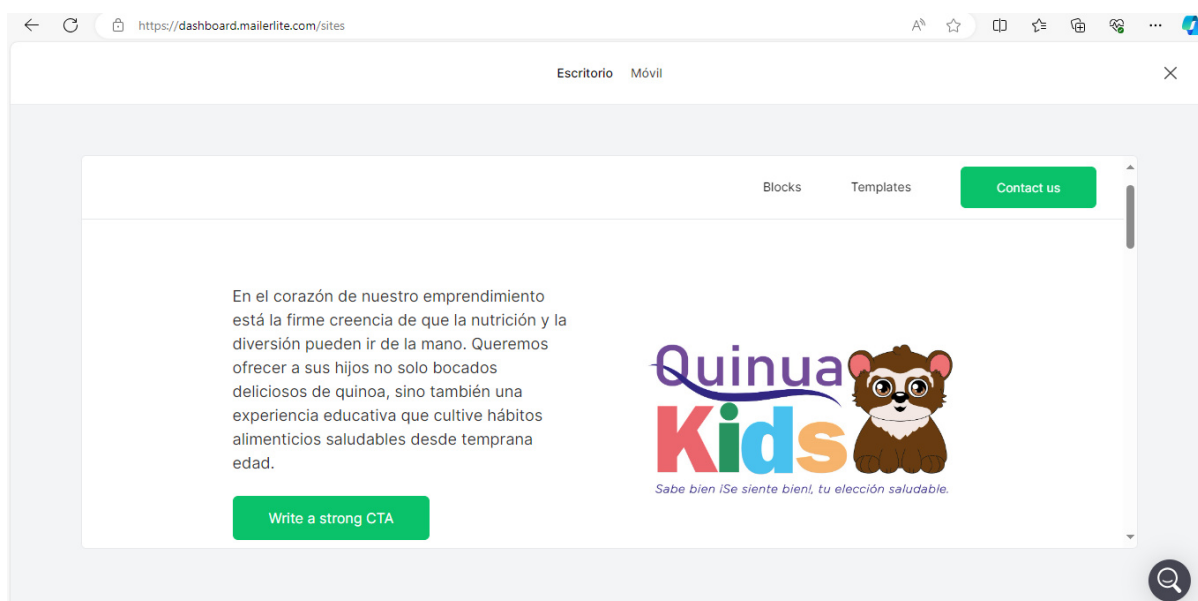 https://dashboard.mailerlite.com/sites
Escritorio Móvil
Blocks Templates Contact us
En el corazón de nuestro emprendimiento
está la firme creencia de que la nutrición y la
diversión pueden ir de la mano. Queremos
ofrecer a sus hijos no solo bocados
deliciosos de quinoa, sino también una
experiencia educativa que cultive hábitos
alimenticios saludables desde temprana
edad.
Write a strong CTA
Quinua
Kids
Sabe bien ¡Se siente bien!, tu elección saludable.